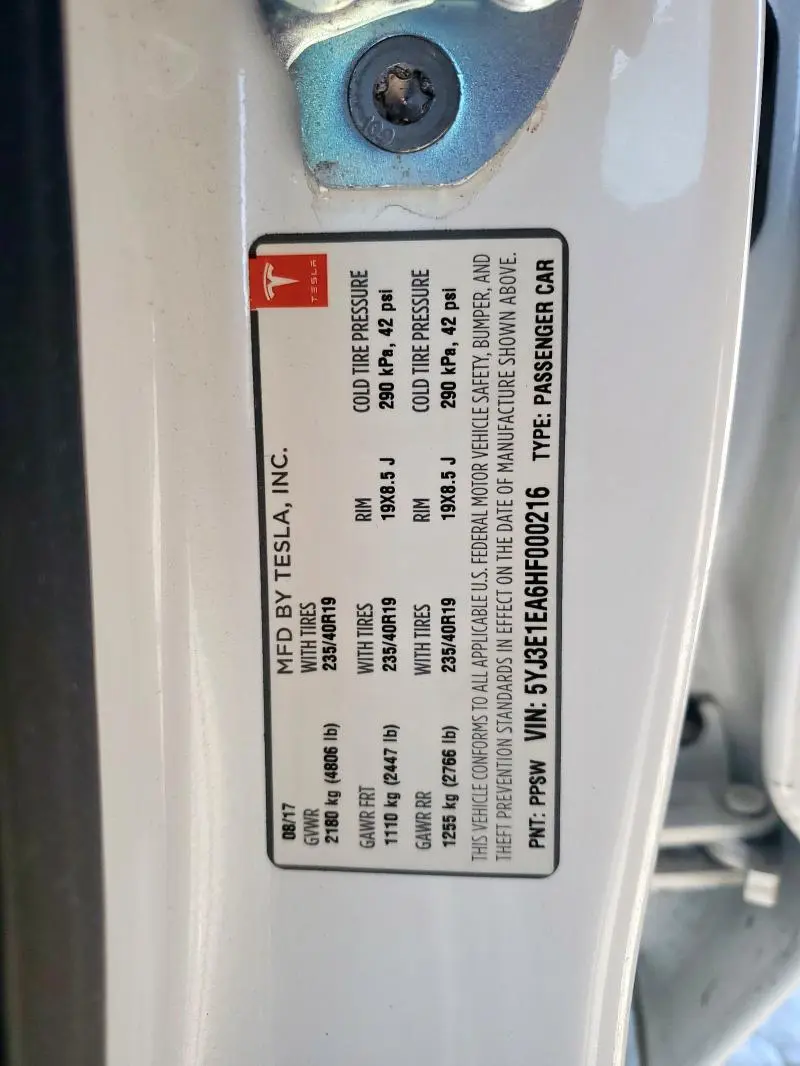 TESLA
MFD BY TESLA, INC.
08/17
GVWR WITH TIRES
2180 kg (4806 lb) 235/40R19
GAWR FRT WITH TIRES RIM COLD TIRE PRESSURE
1110 kg (2447 lb) 235/40R19 19X8.5 J 290 kPa, 42 psi
GAWR RR WITH TIRES RIM COLD TIRE PRESSURE
1255 kg (2766 lb) 235/40R19 19X8.5 J 290 kPa, 42 psi
THIS VEHICLE CONFORMS TO ALL APPLICABLE U.S. FEDERAL MOTOR VEHICLE SAFETY, BUMPER, AND
THEFT PREVENTION STANDARDS IN EFFECT ON THE DATE OF MANUFACTURE SHOWN ABOVE.
PNT: PPSW VIN: 5YJ3E1EA6HF000216 TYPE: PASSENGER CAR